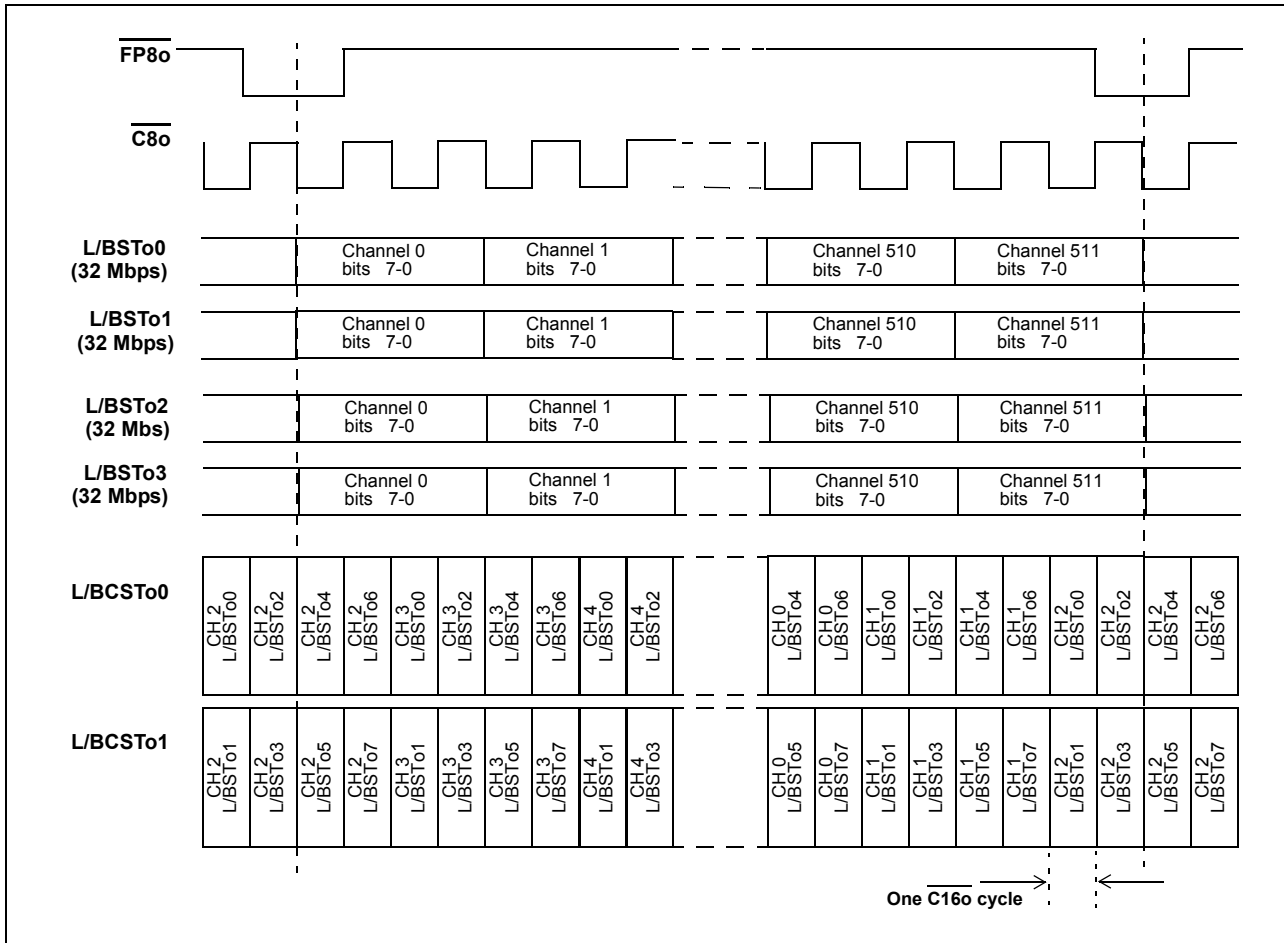 FP8o
C8o
L/BSTo0
(32 Mbps)
Channel 0
bits 7-0
Channel 1
bits 7-0
Channel 510
bits 7-0
Channel 511
bits 7-0
L/BSTo1
(32 Mbps)
Channel 0
bits 7-0
Channel 1
bits 7-0
Channel 510
bits 7-0
Channel 511
bits 7-0
L/BSTo2
(32 Mbs)
Channel 0
bits 7-0
Channel 1
bits 7-0
Channel 510
bits 7-0
Channel 511
bits 7-0
L/BSTo3
(32 Mbps)
Channel 0
bits 7-0
Channel 1
bits 7-0
Channel 510
bits 7-0
Channel 511
bits 7-0
L/BCSTo0
CH 2
L/BSTo0
CH 2
L/BSTo2
CH 2
L/BSTo4
CH 2
L/BSTo6
CH 3
L/BSTo0
CH 3
L/BSTo2
CH 3
L/BSTo4
CH 3
L/BSTo6
CH 4
L/BSTo0
CH 4
L/BSTo2
CH 0
L/BSTo4
CH 0
L/BSTo6
CH 1
L/BSTo0
CH 1
L/BSTo2
CH 1
L/BSTo4
CH 1
L/BSTo6
CH 2
L/BSTo0
CH 2
L/BSTo2
CH 2
L/BSTo4
CH 2
L/BSTo6
L/BCSTo1
CH 2
L/BSTo1
CH 2
L/BSTo3
CH 2
L/BSTo5
CH 2
L/BSTo7
CH 3
L/BSTo1
CH 3
L/BSTo3
CH 3
L/BSTo5
CH 3
L/BSTo7
CH 4
L/BSTo1
CH 4
L/BSTo3
CH 0
L/BSTo5
CH 0
L/BSTo7
CH 1
L/BSTo1
CH 1
L/BSTo3
CH 1
L/BSTo5
CH 1
L/BSTo7
CH 2
L/BSTo1
CH 2
L/BSTo3
CH 2
L/BSTo5
CH 2
L/BSTo7
One C16o cycle